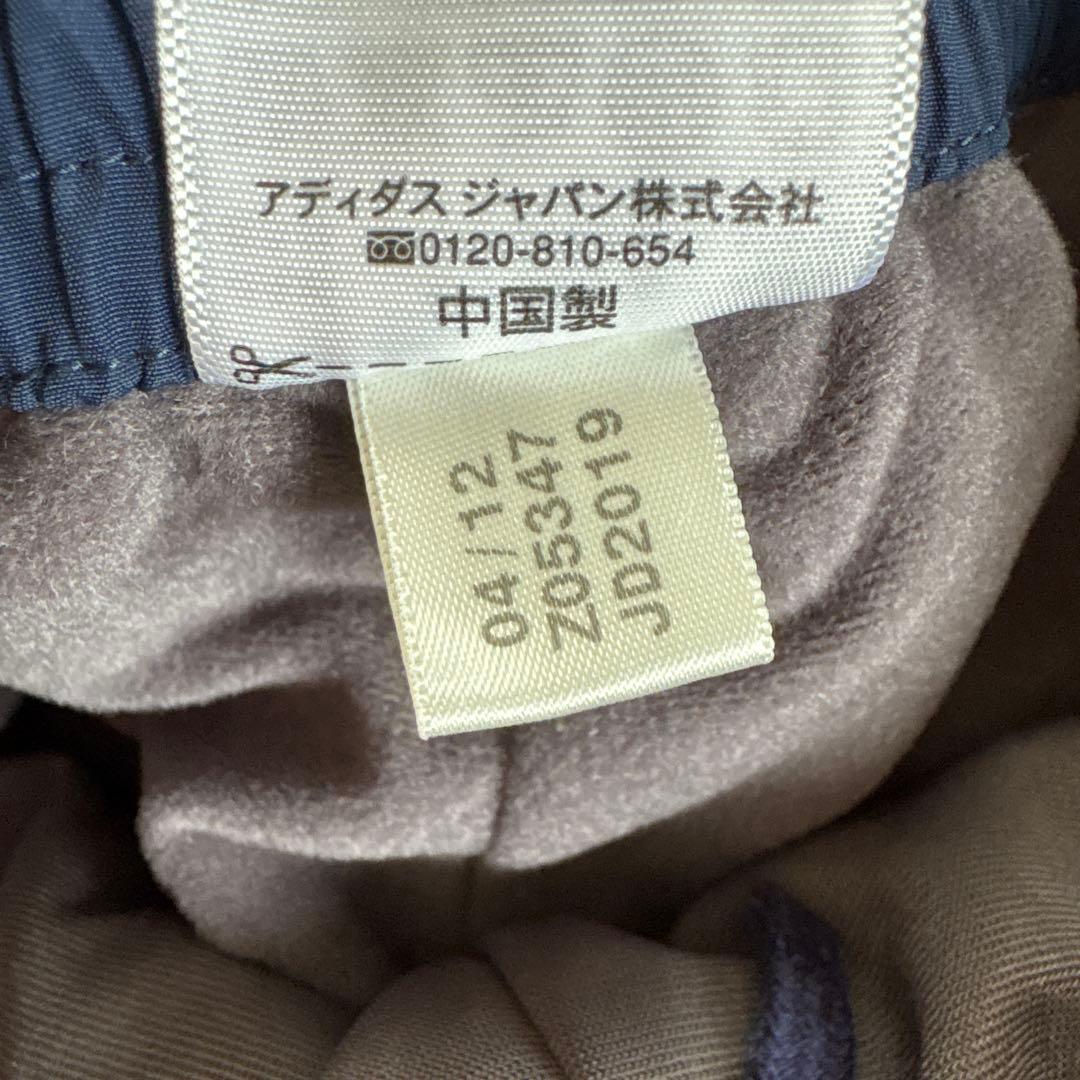 アディダス ジャパン株式会社
0120-810-654
中国製
04/12
Z05347
JD2019